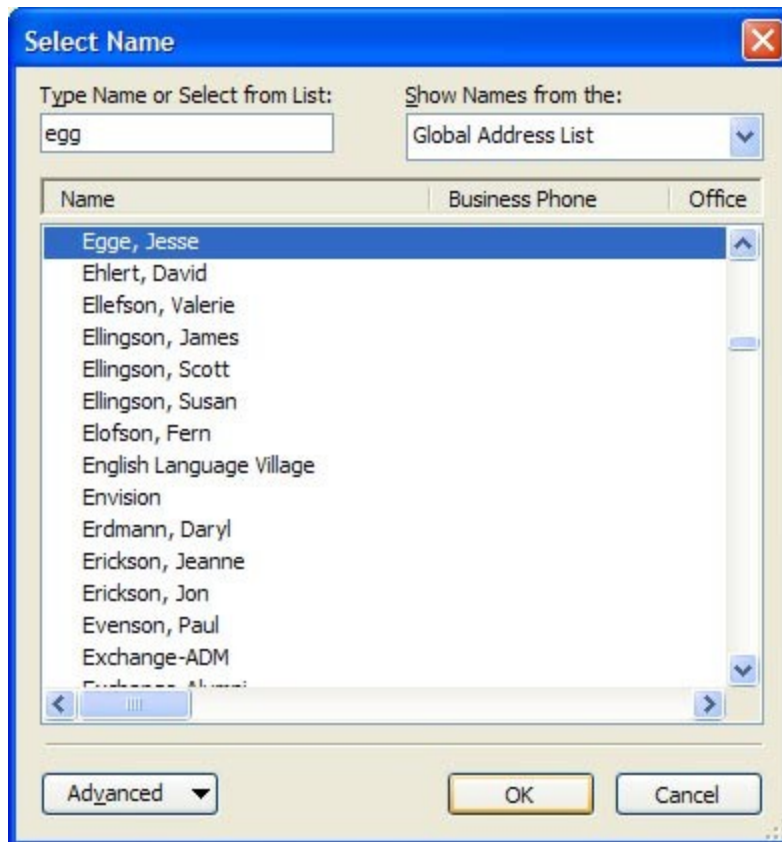 Select Name
Type Name or Select from List: Show Names from the:
egg Global Address List
Name Business Phone Office
Egge, Jesse
Ehlert, David
Ellefson, Valerie
Ellingson, James
Ellingson, Scott
Ellingson, Susan
Elofson, Fern
English Language Village
Envision
Erdmann, Daryl
Erickson, Jeanne
Erickson, Jon
Evenson, Paul
Exchange-ADM
Advanced OK Cancel